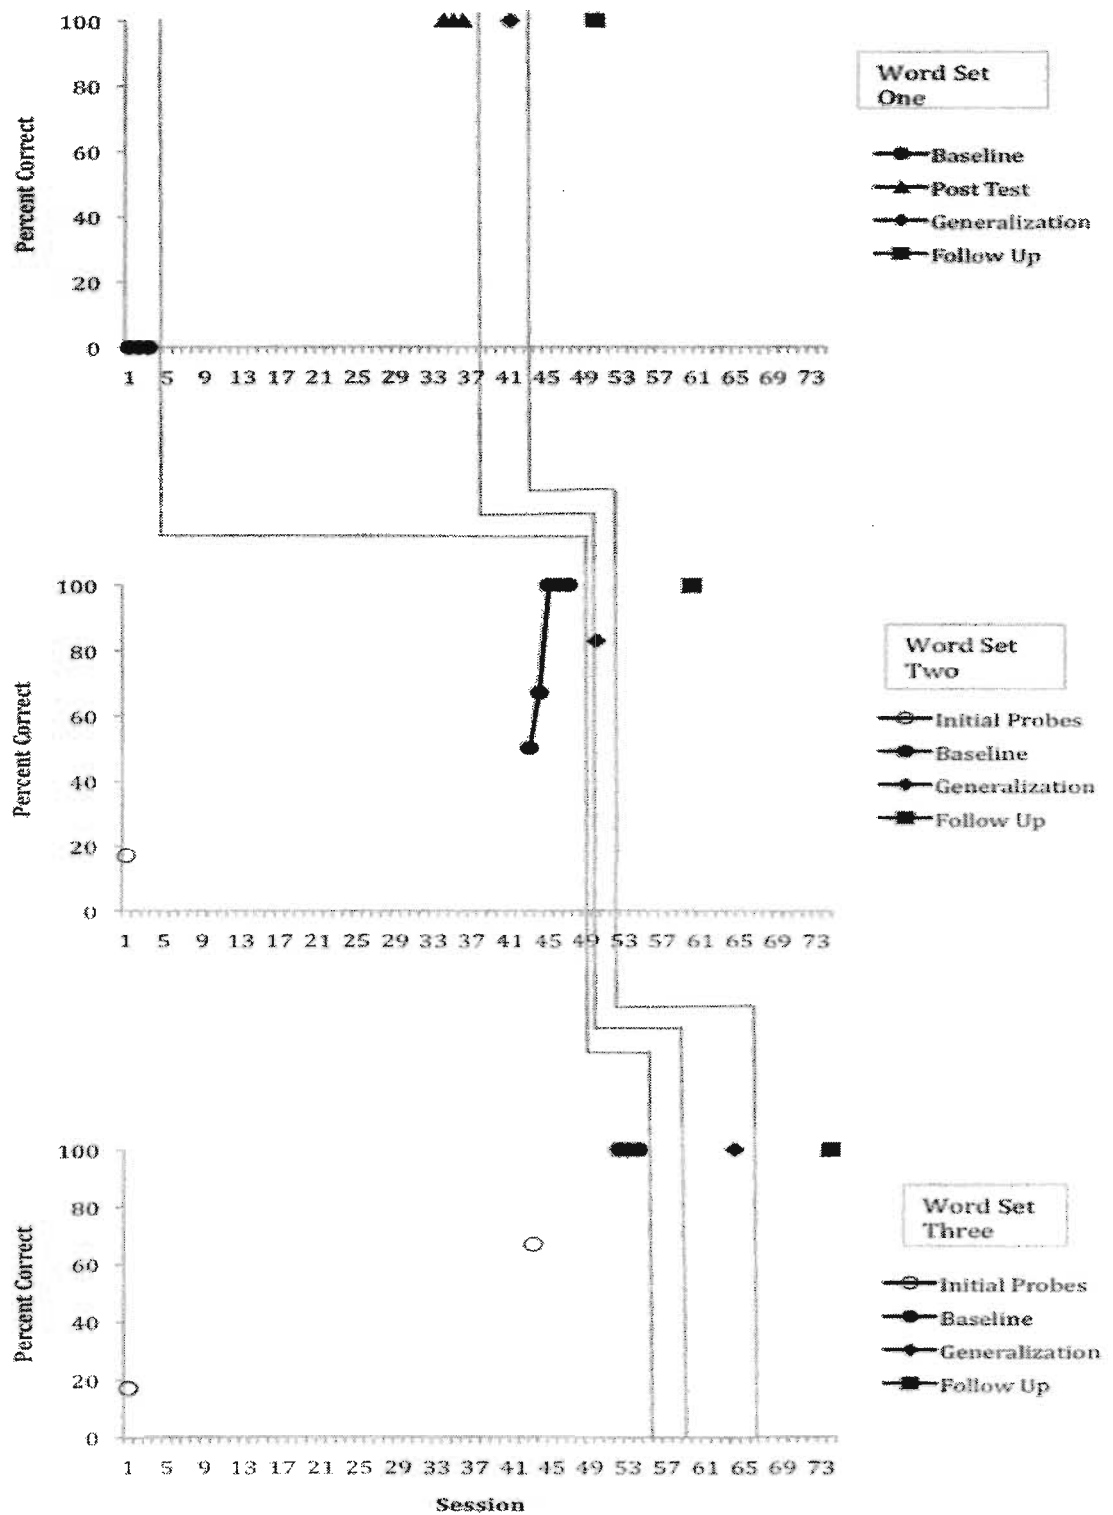 100
80
60
40
20
0
Percent Correct
1 5 9 13 17 21 25 29 33 37 41 45 49 53 57 61 65 69 73
Word Set
One
Baseline
Post Test
Generalization
Follow Up
100
80
60
40
20
0
Percent Correct
1 5 9 13 17 21 25 29 33 37 41 45 49 53 57 61 65 69 73
Word Set
Two
Initial Probes
Baseline
Generalization
Follow Up
100
80
60
40
20
0
Percent Correct
1 5 9 13 17 21 25 29 33 37 41 45 49 53 57 61 65 69 73
Session
Word Set
Three
Initial Probes
Baseline
Generalization
Follow Up